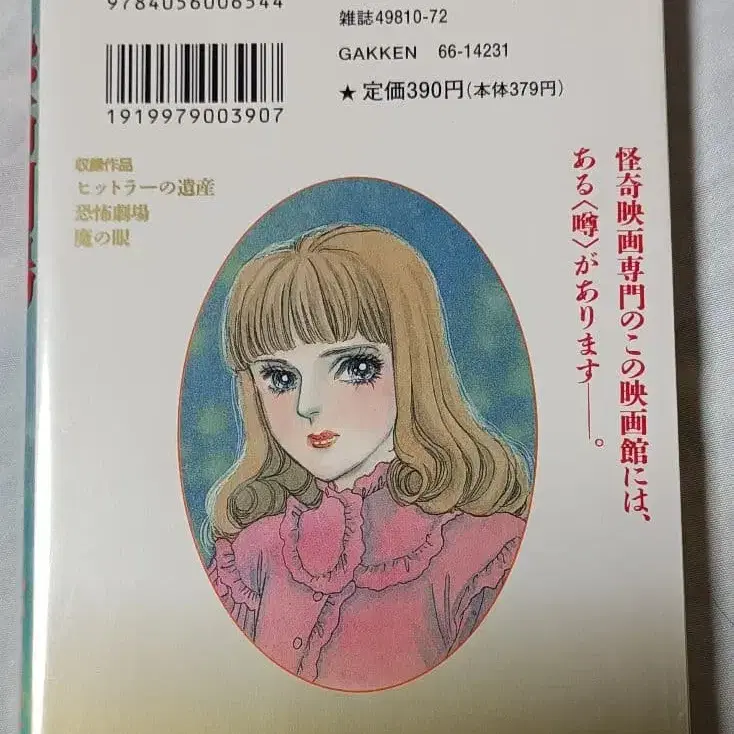 9784056006544
雑誌49810-72
GAKKEN 66-14231
★定価390円(本体379円)
1919979003907
怪奇映画専門のこの映画館には、
ある〈噂〉があります──。
収録作品
ヒットラーの遺産
恐怖劇場
魔の眼